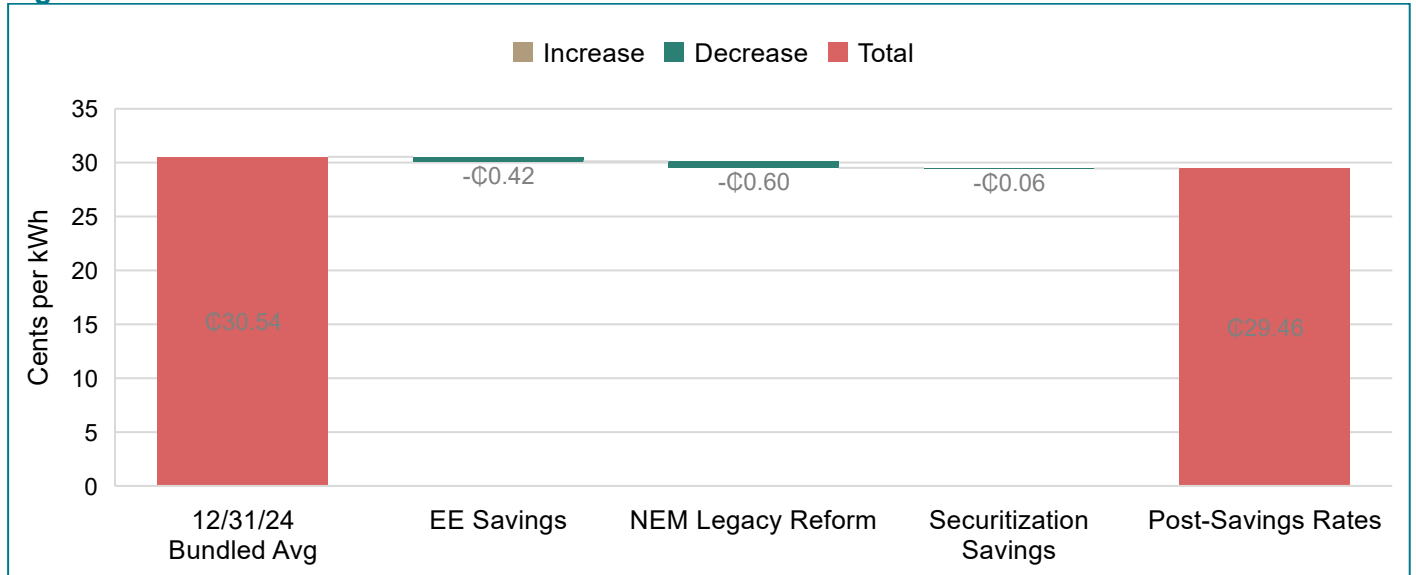 Increase Decrease Total
35
30
25
20
15
10
5
0
Cents per kWh
-₵0.42
-₵0.60
-₵0.06
₵30.54
₵29.46
12/31/24
Bundled Avg
EE Savings
NEM Legacy Reform
Securitization
Savings
Post-Savings Rates